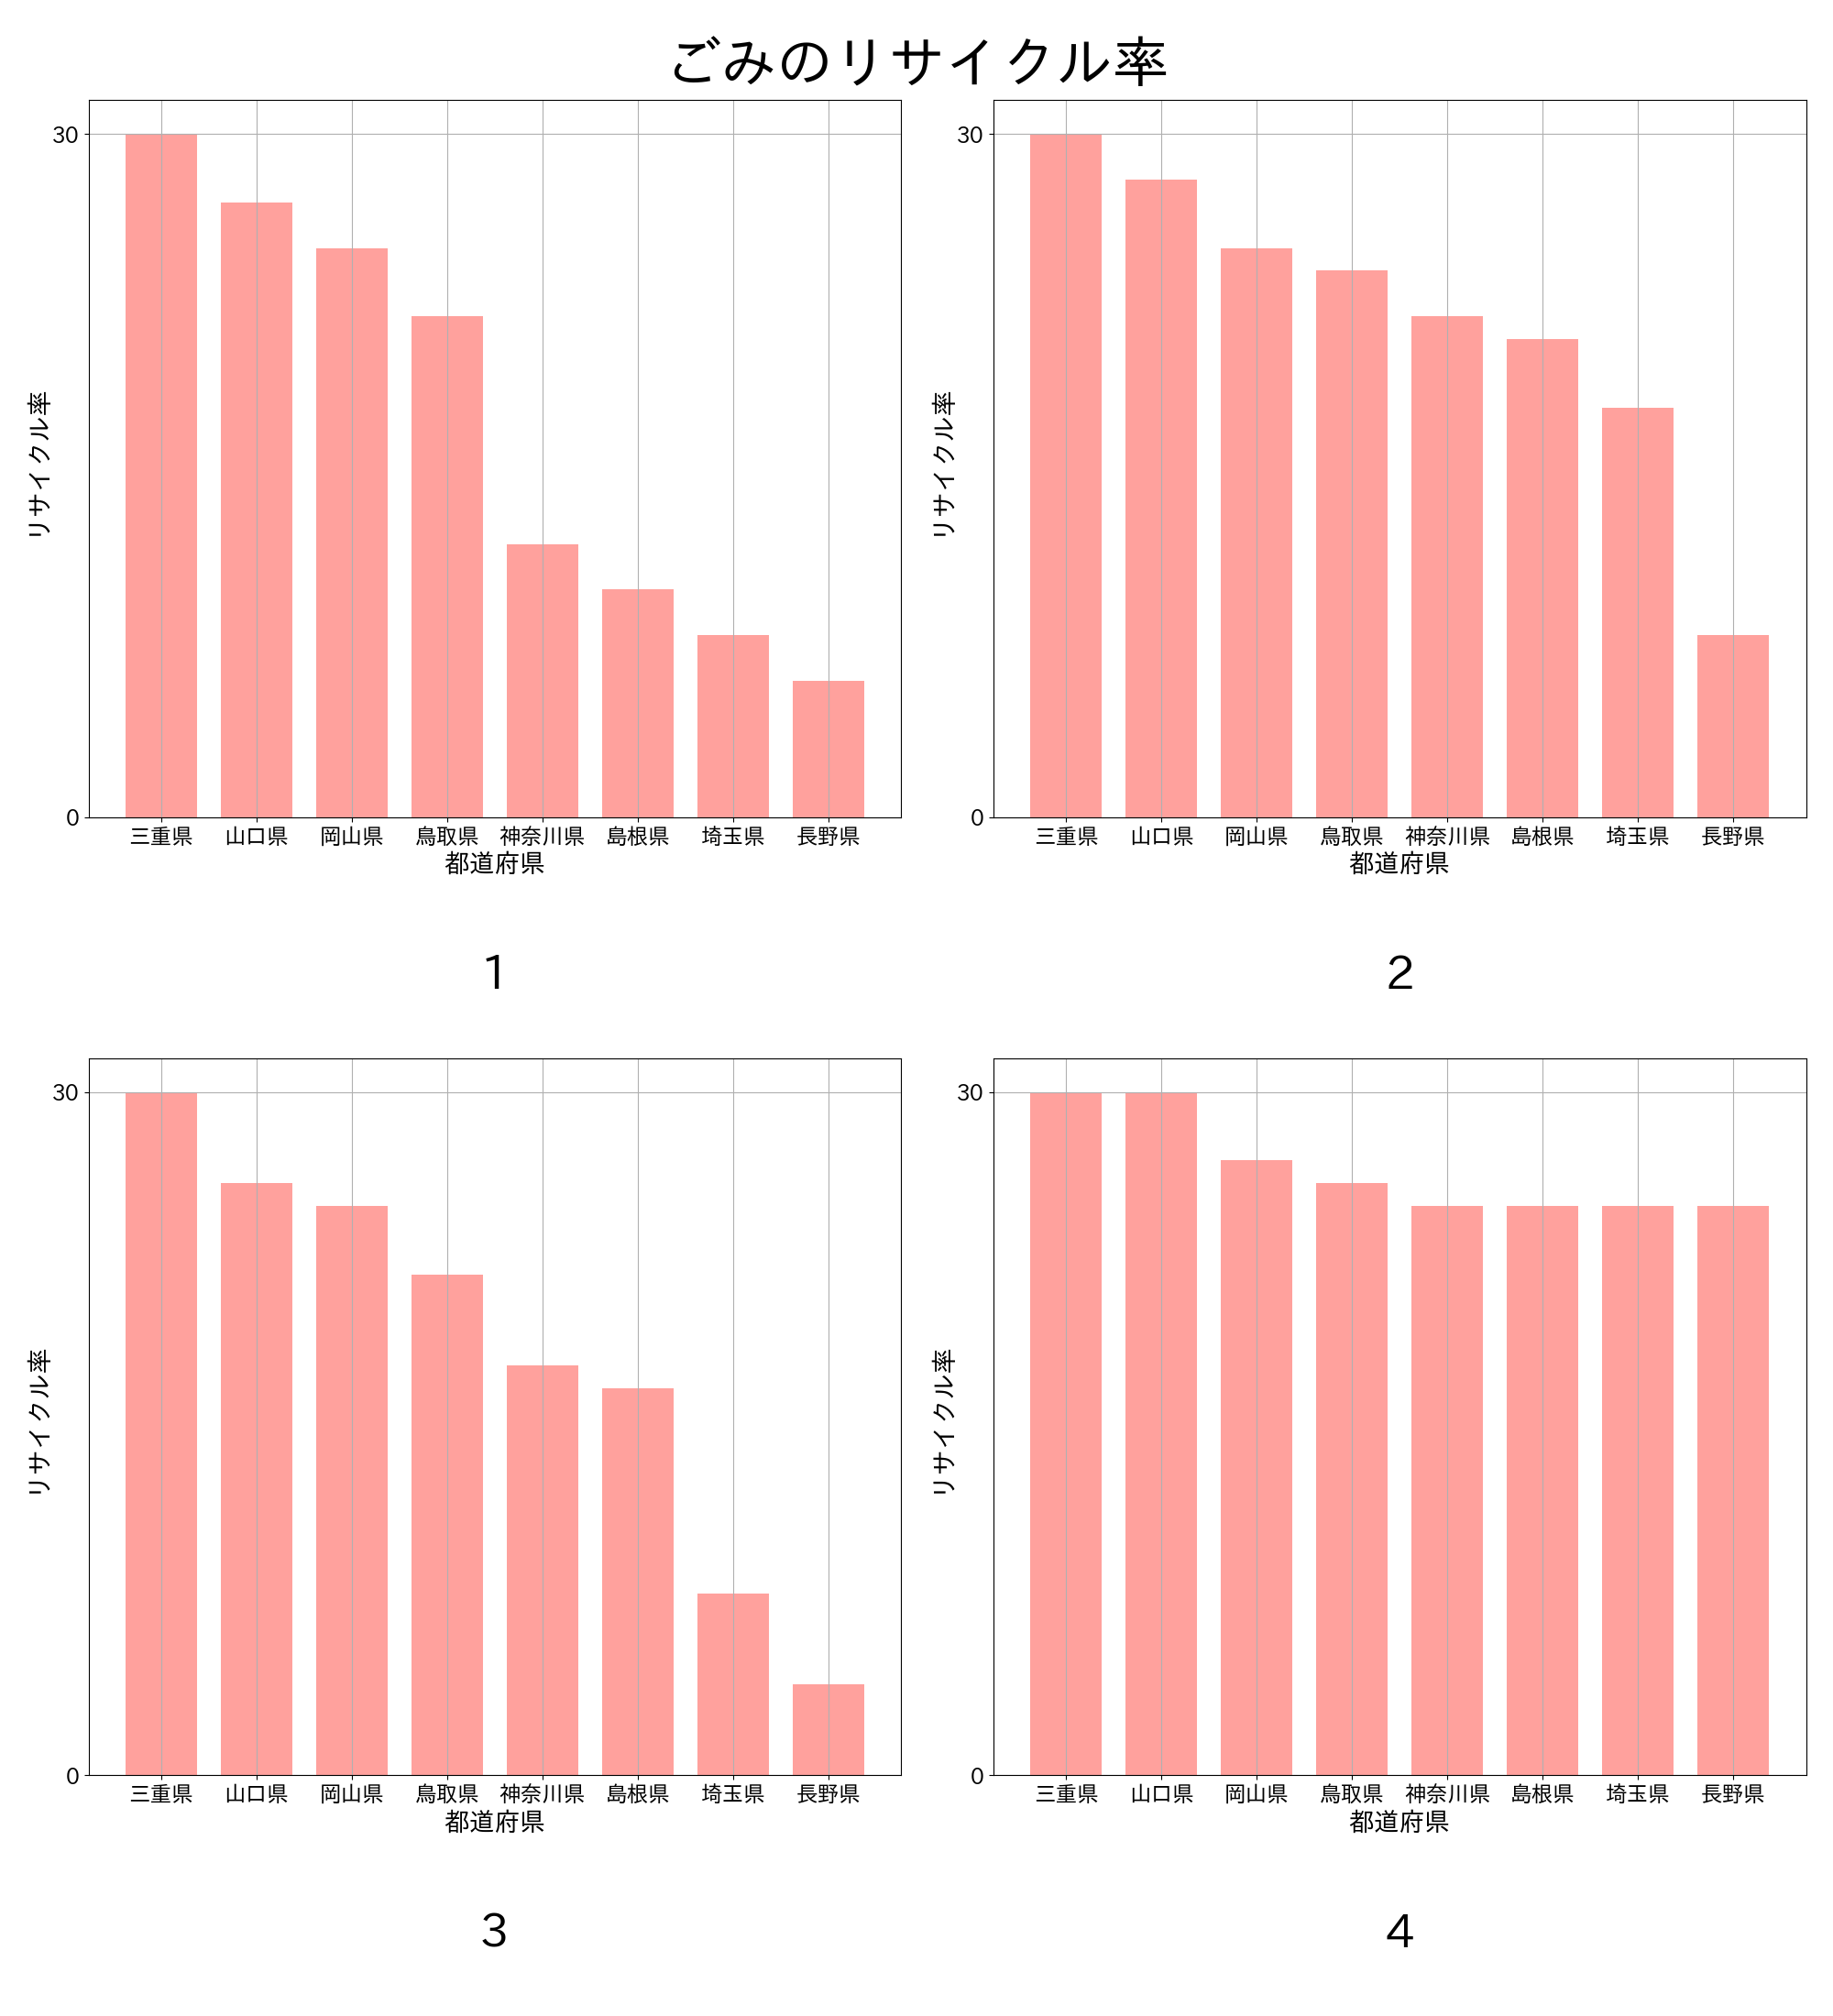 ごみのリサイクル率
30
0
リサイクル率
三重県 山口県 岡山県 鳥取県 神奈川県 島根県 埼玉県 長野県
都道府県
1
30
0
リサイクル率
三重県 山口県 岡山県 鳥取県 神奈川県 島根県 埼玉県 長野県
都道府県
2
30
0
リサイクル率
三重県 山口県 岡山県 鳥取県 神奈川県 島根県 埼玉県 長野県
都道府県
3
30
0
リサイクル率
三重県 山口県 岡山県 鳥取県 神奈川県 島根県 埼玉県 長野県
都道府県
4